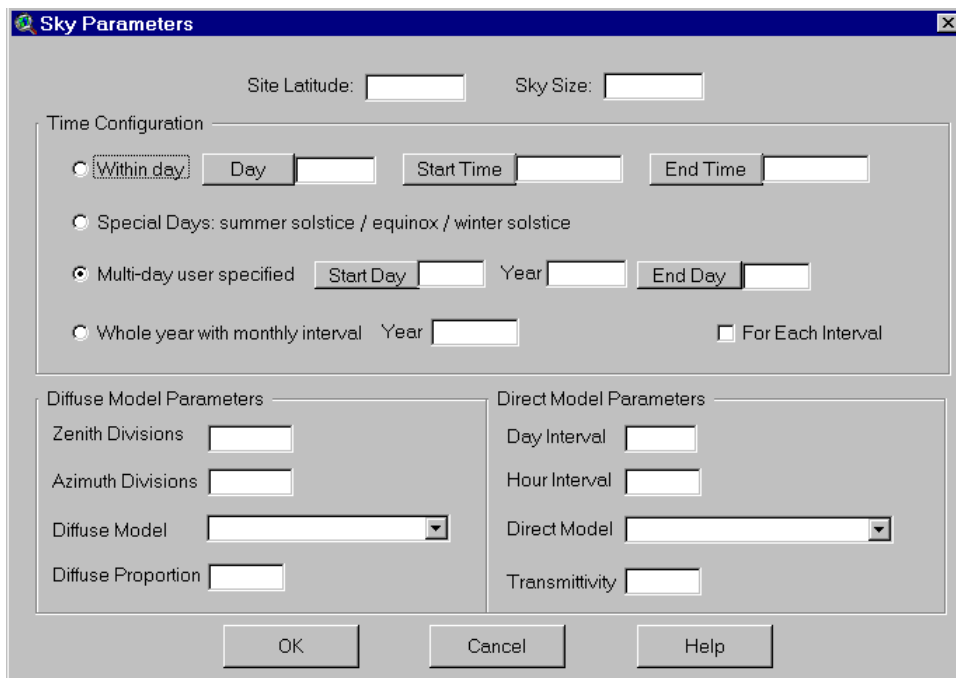 Sky Parameters
Site Latitude: Sky Size:
Time Configuration
Within day Day Start Time End Time
Special Days: summer solstice / equinox / winter solstice
Multi-day user specified Start Day Year End Day
Whole year with monthly interval Year For Each Interval
Diffuse Model Parameters
Zenith Divisions
Azimuth Divisions
Diffuse Model
Diffuse Proportion
Direct Model Parameters
Day Interval
Hour Interval
Direct Model
Transmittivity
OK Cancel Help